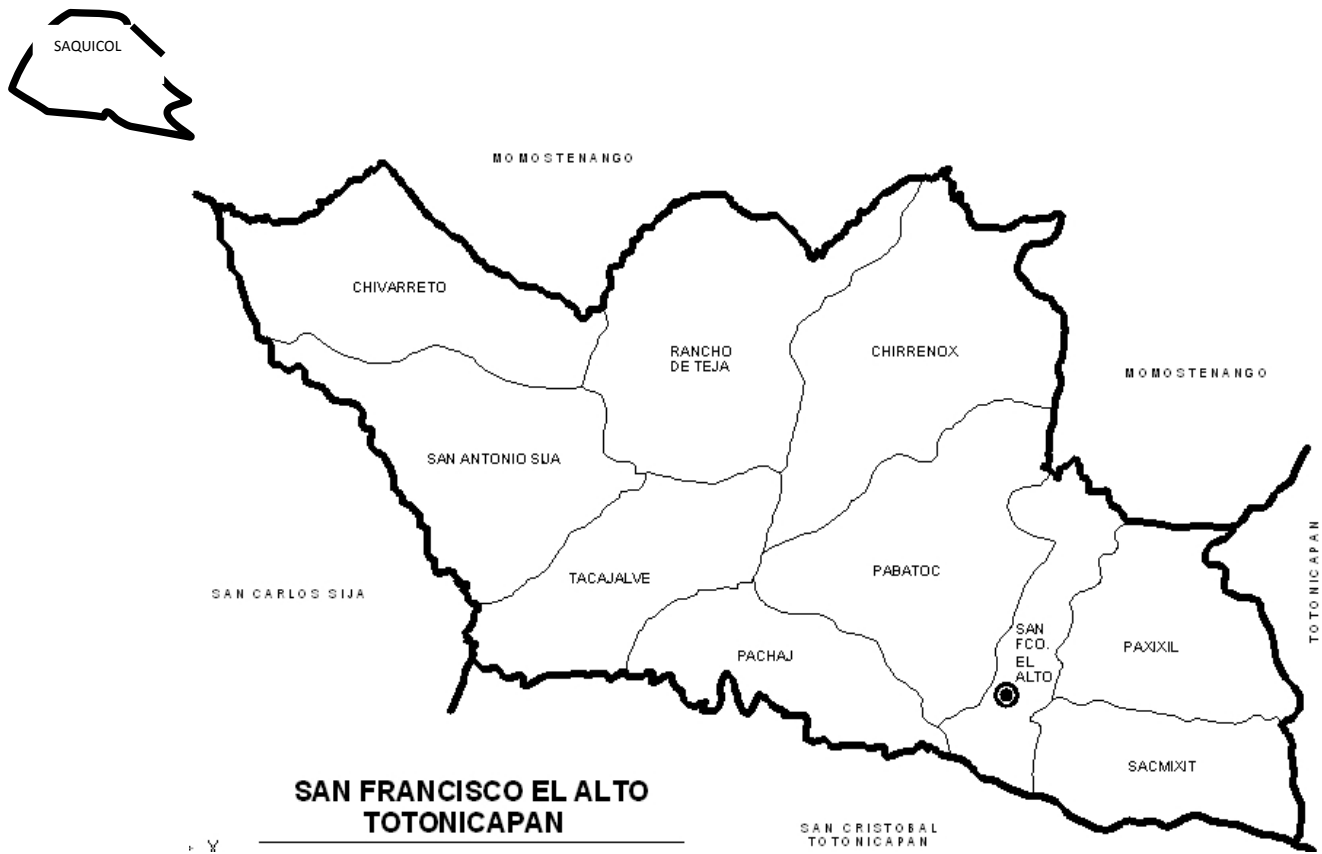 SAQUICOL
MOMOSTENANGO
CHIVARRETO
RANCHO
DE TEJA
CHIRRENOX
MOMOSTENANGO
SAN ANTONIO SIJA
TOTONICAPAN
TACAJALVE
PABATOC
SAN CARLOS SIJA
SAN
FCO.
EL
ALTO
PAXIXIL
PACHAJ
SACMIXIT
SAN FRANCISCO EL ALTO
TOTONICAPAN
SAN CRISTOBAL
TOTONICAPAN